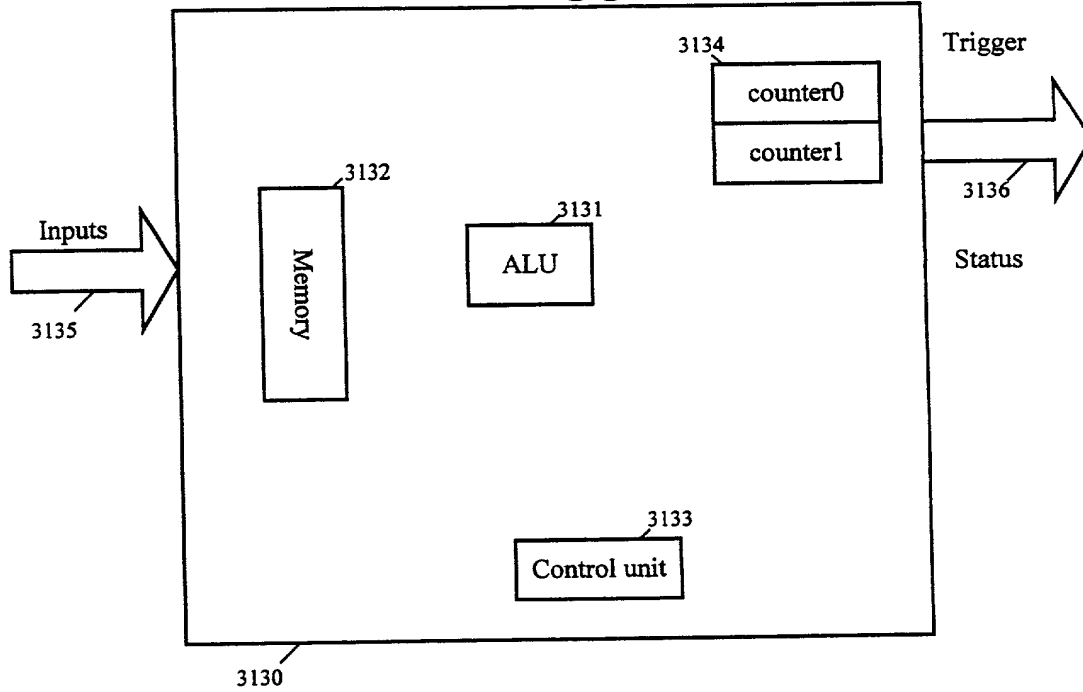 3134
Trigger
counter0
counter1
3132
3136
3131
Inputs
Memory
ALU
Status
3135
3133
Control unit
3130